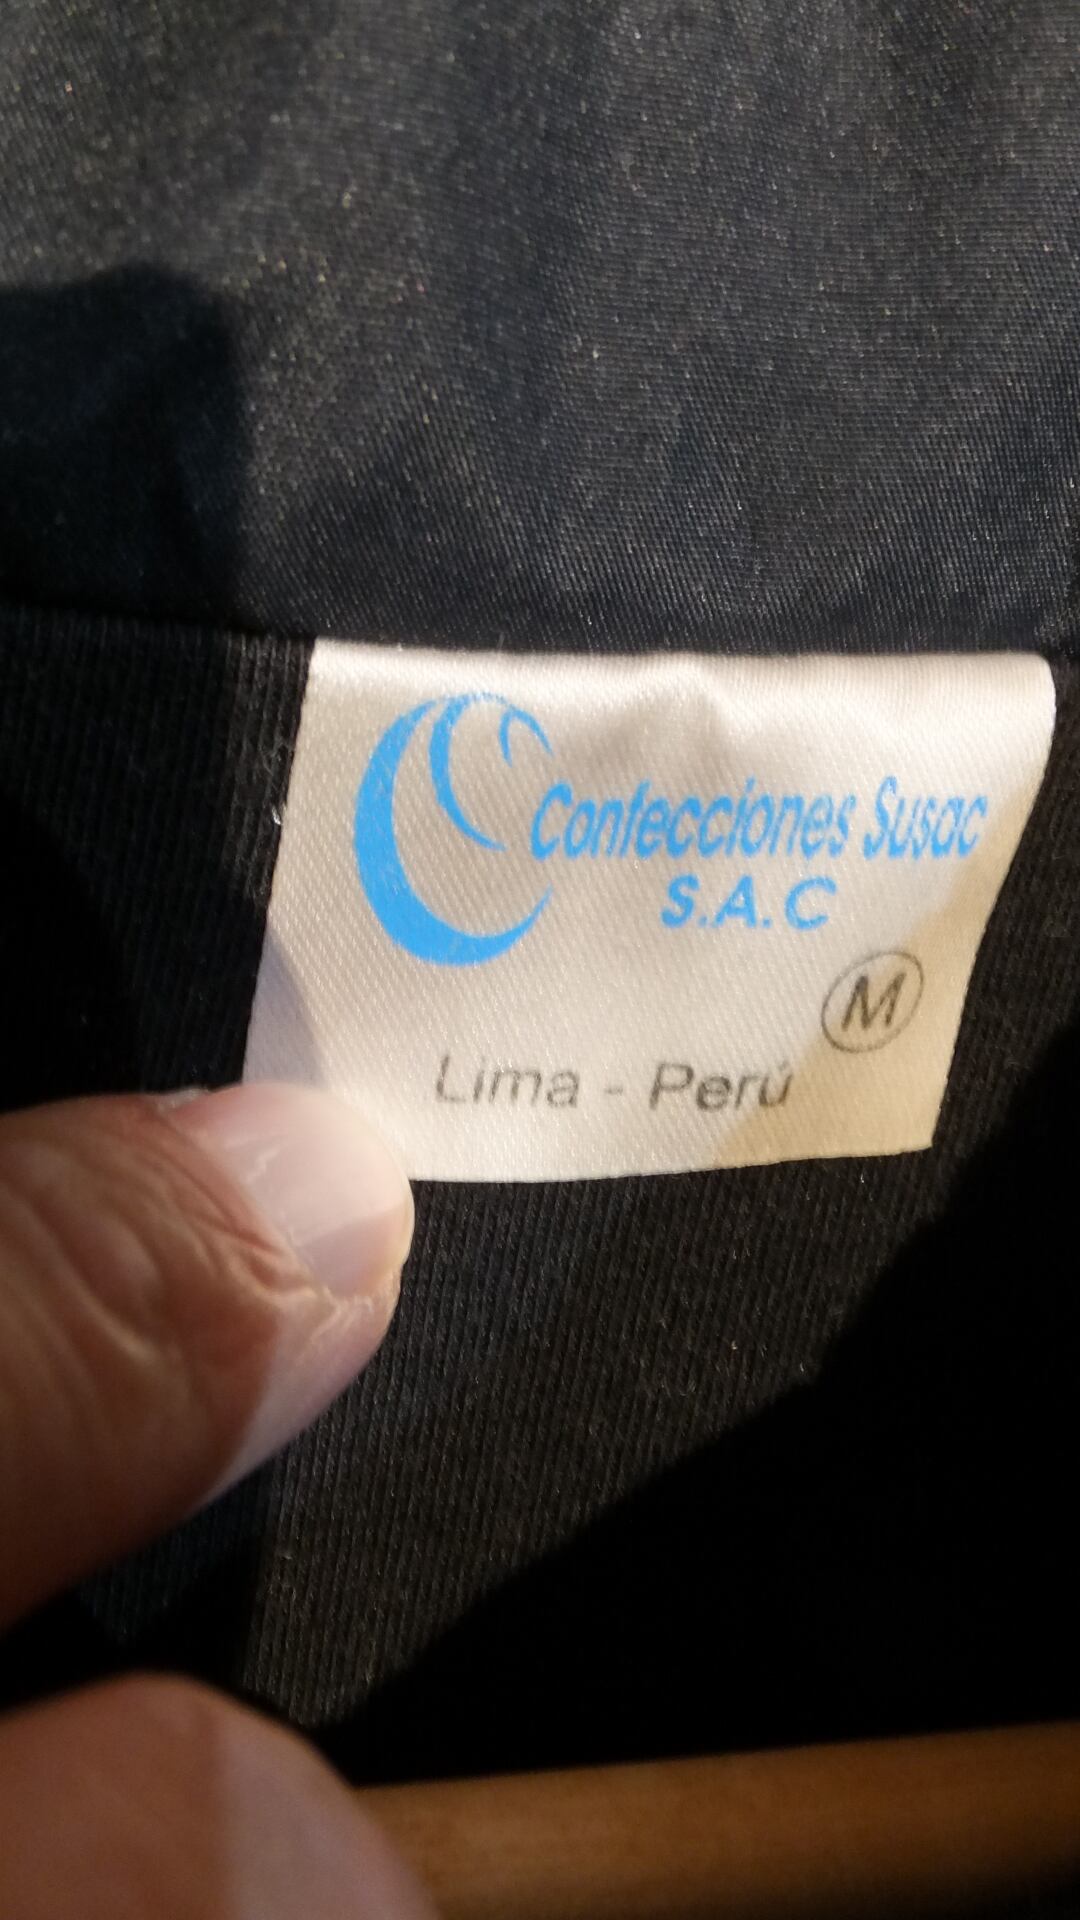 Confecciones Susac
S.A.C
M
Lima - Perú